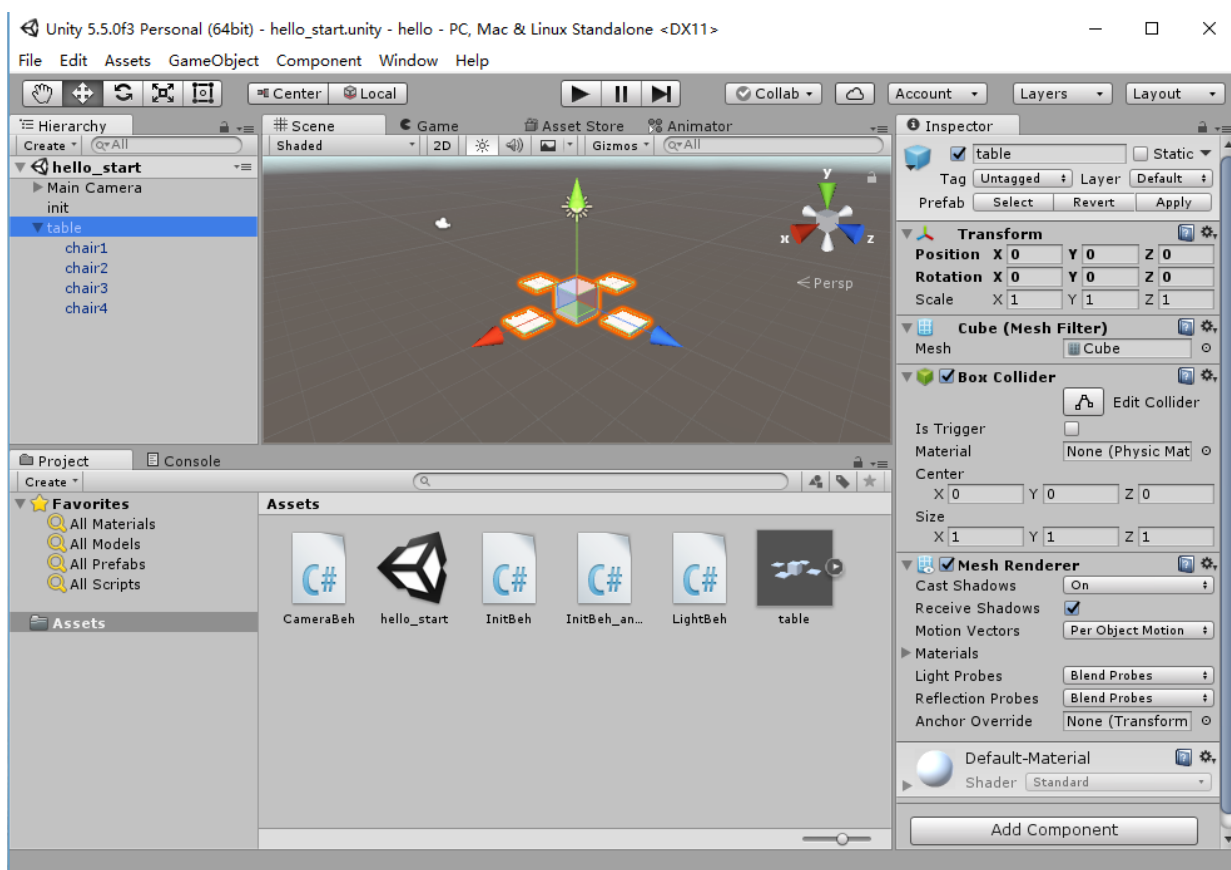 Unity 5.5.0f3 Personal (64bit) - hello_start.unity - hello - PC, Mac & Linux Standalone <DX11>
File Edit Assets GameObject Component Window Help
Center Local Collab Account Layers Layout
Hierarchy
Create All
hello_start
Main Camera
init
table
chair1
chair2
chair3
chair4
Scene Game Asset Store Animator
Shaded 2D Gizmos All
y
x z
Persp
Project Console
Create
Favorites
All Materials
All Models
All Prefabs
All Scripts
Assets
Assets
C# C# C# C#
CameraBeh hello_start InitBeh InitBeh_an... LightBeh table
Inspector
table Static
Tag Untagged Layer Default
Prefab Select Revert Apply
Transform
Position X 0 Y 0 Z 0
Rotation X 0 Y 0 Z 0
Scale X 1 Y 1 Z 1
Cube (Mesh Filter)
Mesh Cube
Box Collider
Edit Collider
Is Trigger
Material None (Physic Mat
Center
X 0 Y 0 Z 0
Size
X 1 Y 1 Z 1
Mesh Renderer
Cast Shadows On
Receive Shadows
Motion Vectors Per Object Motion
Materials
Light Probes Blend Probes
Reflection Probes Blend Probes
Anchor Override None (Transform
Default-Material
Shader Standard
Add Component